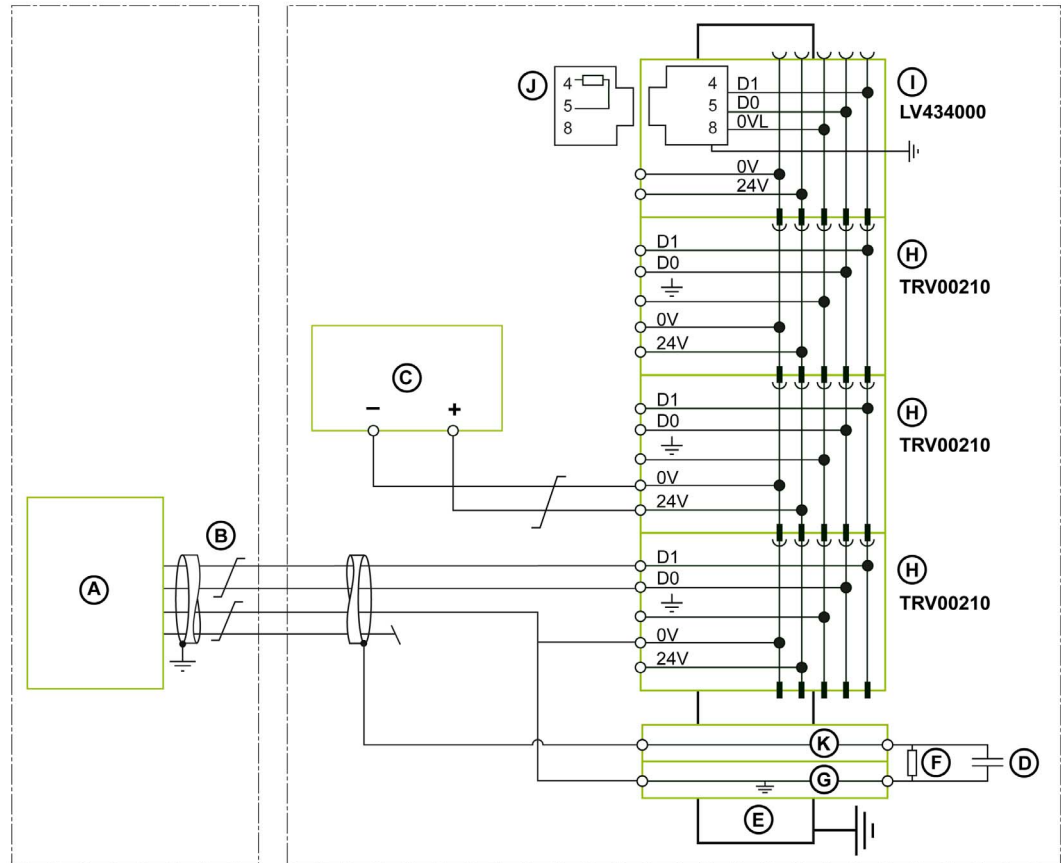 J
4
5
8
4
5
8
D1
D0
0VL
0V
24V
I
LV434000
D1
D0
0V
24V
H
TRV00210
C
− +
D1
D0
0V
24V
H
TRV00210
A
B
D1
D0
0V
24V
H
TRV00210
K
G
F
D
E